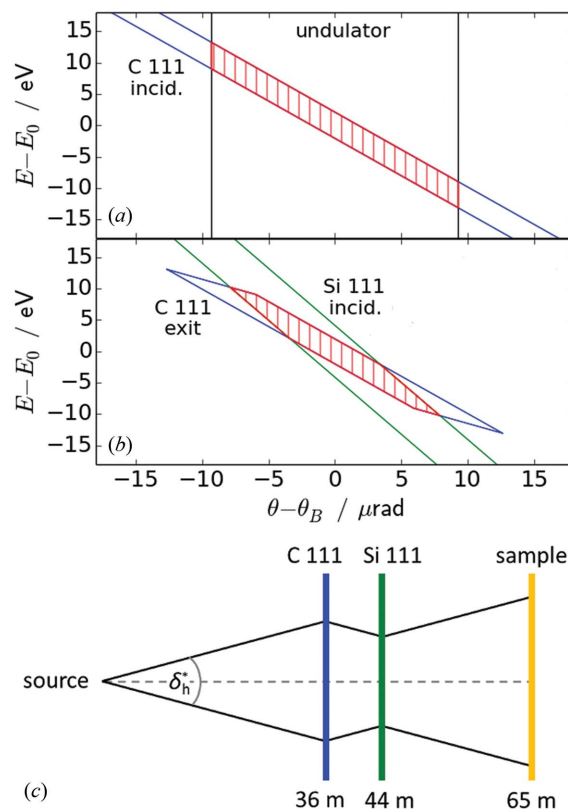 15
10
5
0
−5
−10
−15
E−E₀ / eV
undulator
C 111
incid.
(a)
15
10
5
0
−5
−10
−15
E−E₀ / eV
Si 111
incid.
C 111
exit
(b)
−15 −10 −5 0 5 10 15
θ−θ_B / μrad
C 111 Si 111 sample
source
δ*_h
(c)
36 m 44 m 65 m